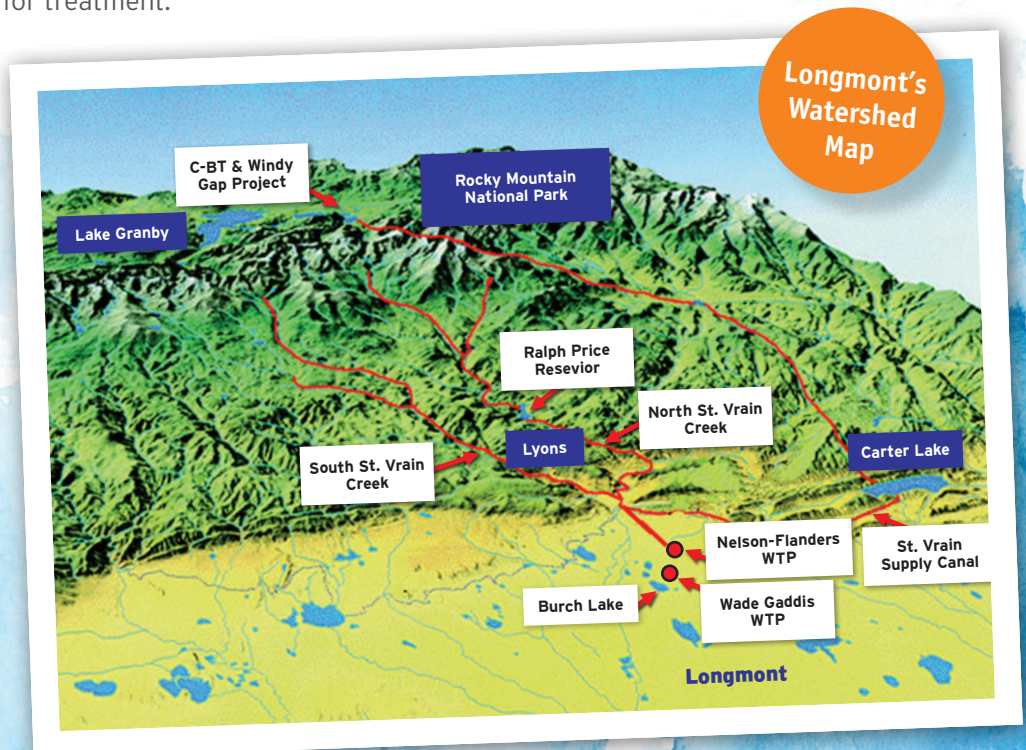 for treatment.
Longmont's
Watershed
Map
C-BT & Windy
Gap Project
Rocky Mountain
National Park
Lake Granby
Ralph Price
Resevior
North St. Vrain
Creek
Lyons
Carter Lake
South St. Vrain
Creek
Nelson-Flanders
WTP
St. Vrain
Supply Canal
Burch Lake
Wade Gaddis
WTP
Longmont